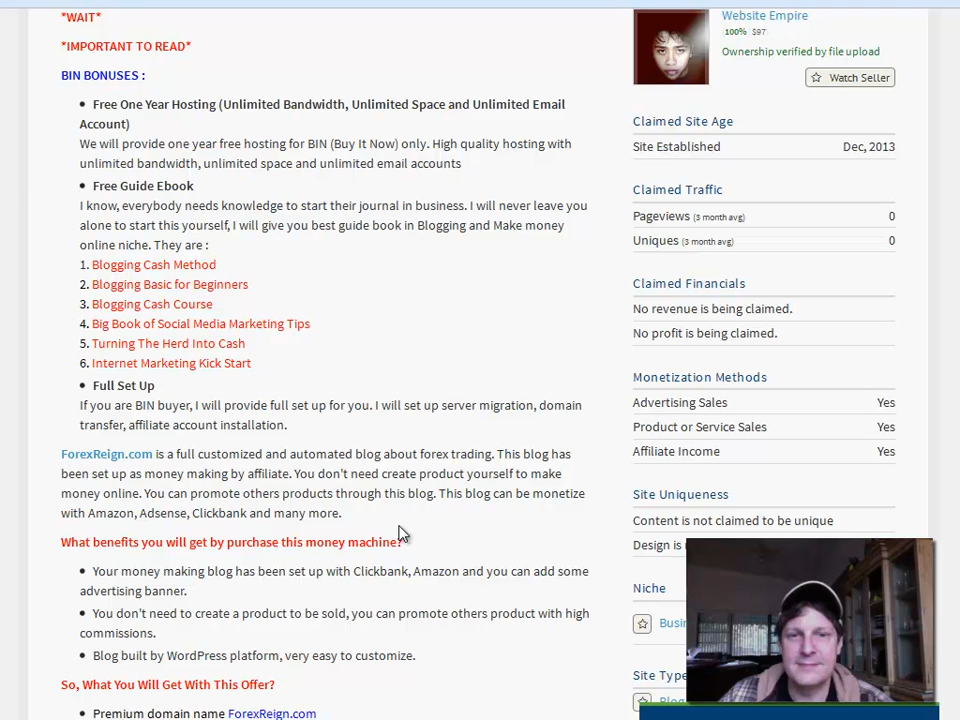 *WAIT*
*IMPORTANT TO READ*
BIN BONUSES :
• Free One Year Hosting (Unlimited Bandwidth, Unlimited Space and Unlimited Email
Account)
We will provide one year free hosting for BIN (Buy It Now) only. High quality hosting with
unlimited bandwidth, unlimited space and unlimited email accounts
• Free Guide Ebook
I know, everybody needs knowledge to start their journal in business. I will never leave you
alone to start this yourself, I will give you best guide book in Blogging and Make money
online niche. They are :
1. Blogging Cash Method
2. Blogging Basic for Beginners
3. Blogging Cash Course
4. Big Book of Social Media Marketing Tips
5. Turning The Herd Into Cash
6. Internet Marketing Kick Start
• Full Set Up
If you are BIN buyer, I will provide full set up for you. I will set up server migration, domain
transfer, affiliate account installation.
ForexReign.com is a full customized and automated blog about forex trading. This blog has
been set up as money making by affiliate. You don't need create product yourself to make
money online. You can promote others products through this blog. This blog can be monetize
with Amazon, Adsense, Clickbank and many more.
What benefits you will get by purchase this money machine?
• Your money making blog has been set up with Clickbank, Amazon and you can add some
advertising banner.
• You don't need to create a product to be sold, you can promote others product with high
commissions.
• Blog built by WordPress platform, very easy to customize.
So, What You Will Get With This Offer?
• Premium domain name ForexReign.com
Website Empire
100% $97
Ownership verified by file upload
Watch Seller
Claimed Site Age
Site Established Dec, 2013
Claimed Traffic
Pageviews (3 month avg) 0
Uniques (3 month avg) 0
Claimed Financials
No revenue is being claimed.
No profit is being claimed.
Monetization Methods
Advertising Sales Yes
Product or Service Sales Yes
Affiliate Income Yes
Site Uniqueness
Content is not claimed to be unique
Design is
Niche
Busi
Site Type
Blog